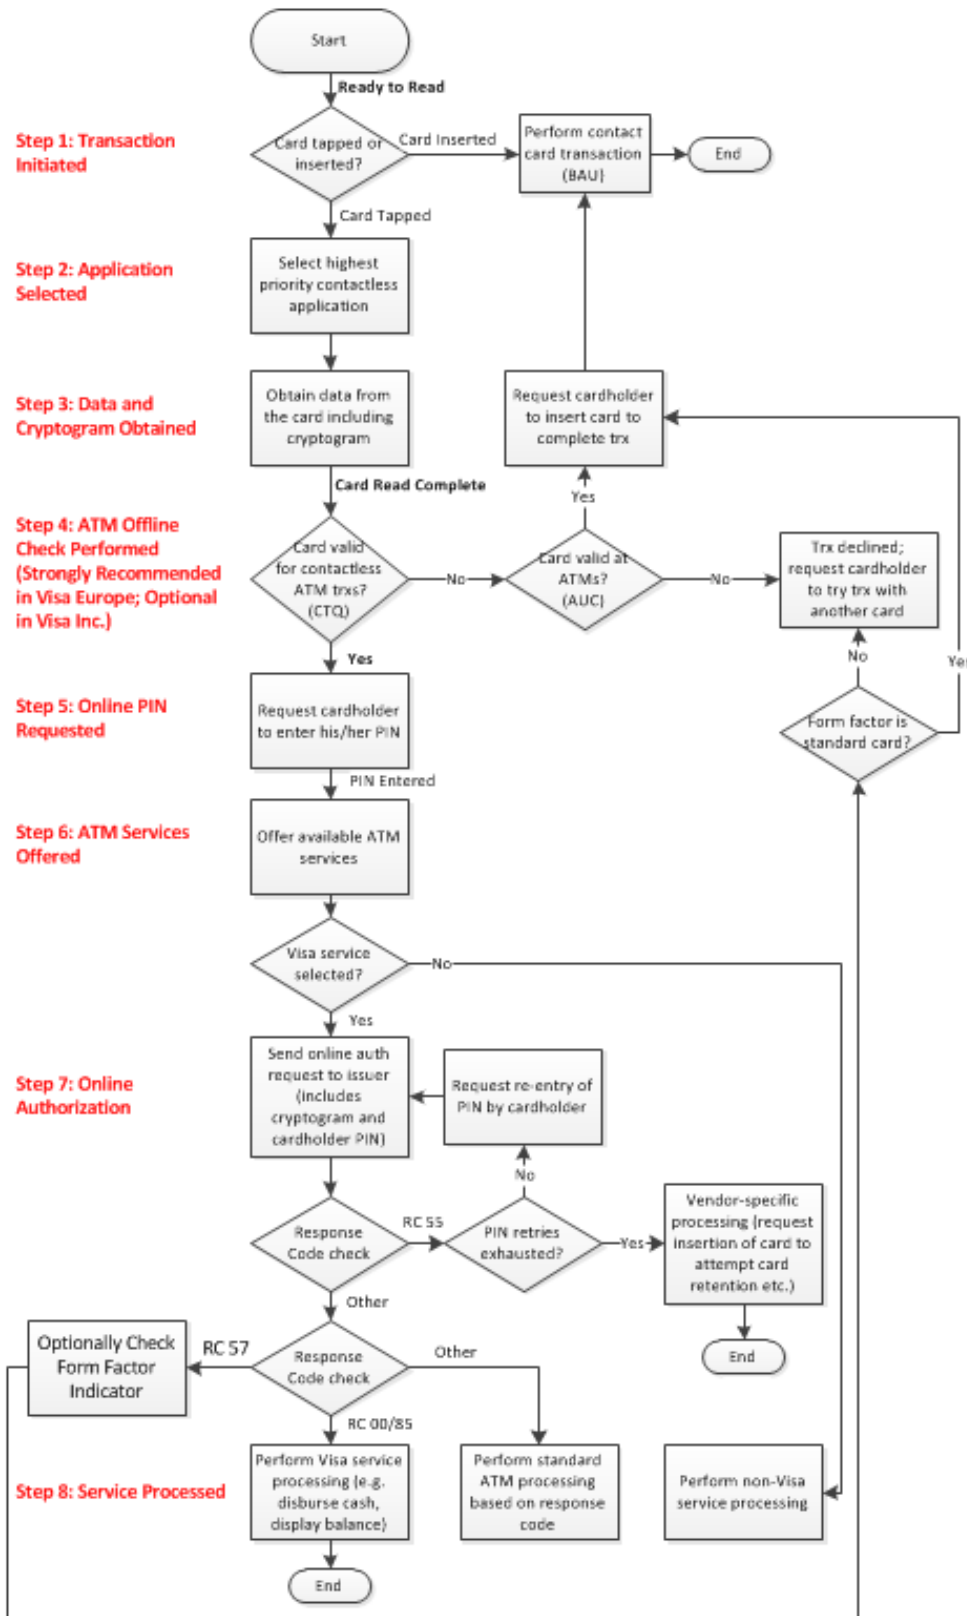 Start
Ready to Read
Step 1: Transaction
Initiated
Card tapped or
inserted?
Card Inserted
Perform contact
card transaction
(BAU)
End
Card Tapped
Step 2: Application
Selected
Select highest
priority contactless
application
Step 3: Data and
Cryptogram Obtained
Obtain data from
the card including
cryptogram
Request cardholder
to insert card to
complete trx
Card Read Complete
Yes
Step 4: ATM Offline
Check Performed
(Strongly Recommended
in Visa Europe; Optional
in Visa Inc.)
Card valid
for contactless
ATM trxs?
(CTQ)
No
Card valid at
ATMs?
(AUC)
No
Trx declined;
request cardholder
to try trx with
another card
Yes
No
Yes
Step 5: Online PIN
Requested
Request cardholder
to enter his/her PIN
Form factor is
standard card?
PIN Entered
Step 6: ATM Services
Offered
Offer available ATM
services
Visa service
selected?
No
Yes
Step 7: Online
Authorization
Send online auth
request to issuer
(includes
cryptogram and
cardholder PIN)
Request re-entry of
PIN by cardholder
No
Response
Code check
RC 55
PIN retries
exhausted?
Yes
Vendor-specific
processing (request
insertion of card to
attempt card
retention etc.)
Other
End
Optionally Check
Form Factor
Indicator
RC 57
Response
Code check
Other
RC 00/85
Step 8: Service Processed
Perform Visa service
processing (e.g.
disburse cash,
display balance)
Perform standard
ATM processing
based on response
code
Perform non-Visa
service processing
End